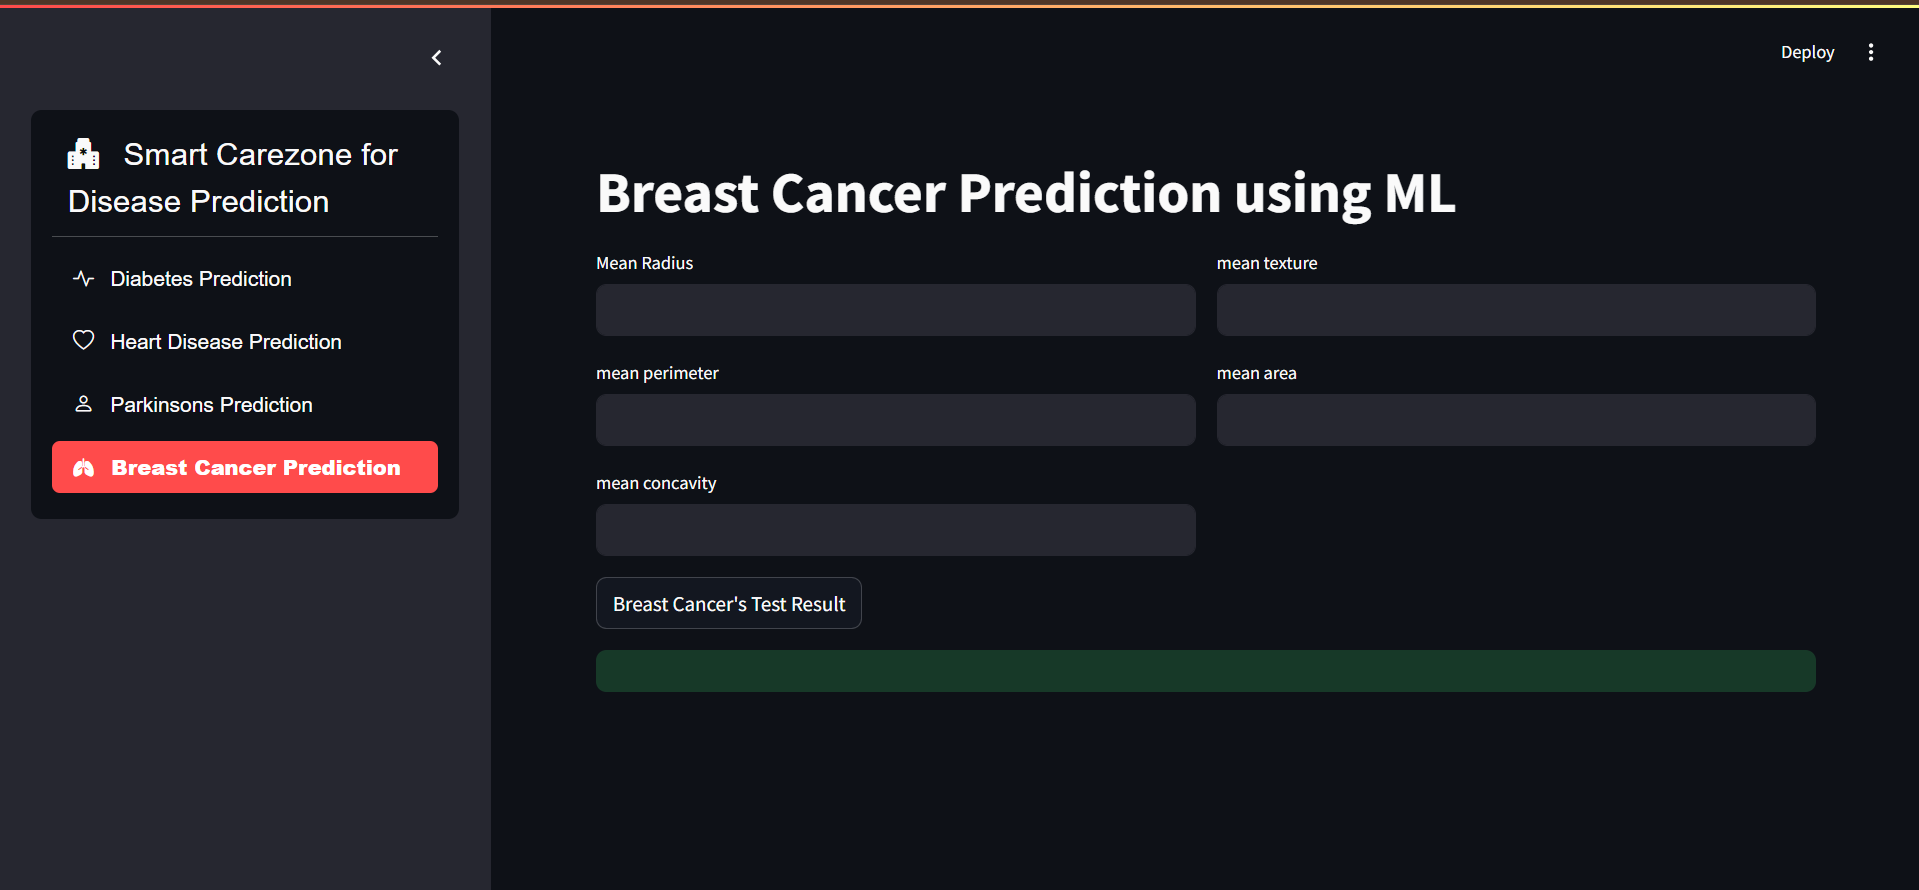 Deploy
Smart Carezone for
Disease Prediction
Diabetes Prediction
Heart Disease Prediction
Parkinsons Prediction
Breast Cancer Prediction
Breast Cancer Prediction using ML
Mean Radius
mean texture
mean perimeter
mean area
mean concavity
Breast Cancer's Test Result